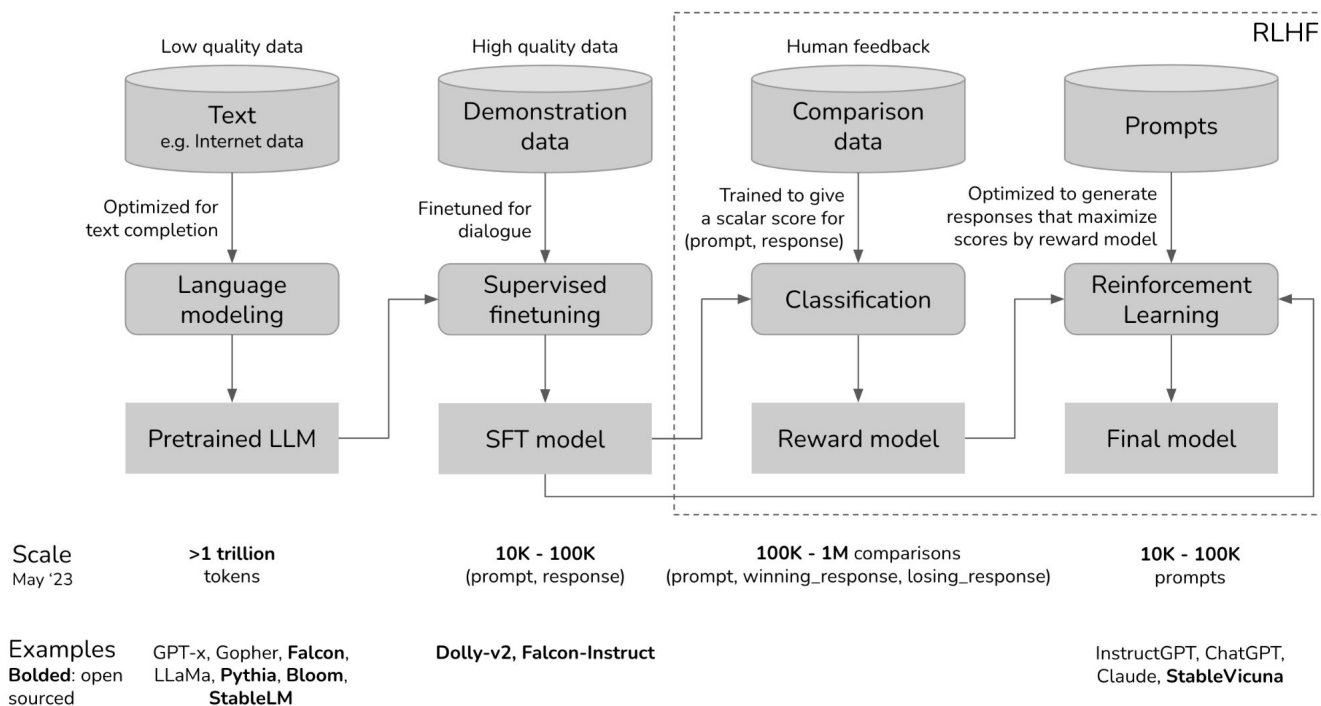 RLHF
Low quality data
High quality data
Human feedback
Text
e.g. Internet data
Demonstration
data
Comparison
data
Prompts
Optimized for
text completion
Finetuned for
dialogue
Trained to give
a scalar score for
(prompt, response)
Optimized to generate
responses that maximize
scores by reward model
Language
modeling
Supervised
finetuning
Classification
Reinforcement
Learning
Pretrained LLM
SFT model
Reward model
Final model
Scale
May ‘23
>1 trillion
tokens
10K - 100K
(prompt, response)
100K - 1M comparisons
(prompt, winning_response, losing_response)
10K - 100K
prompts
Examples
Bolded: open
sourced
GPT-x, Gopher, Falcon,
LLaMa, Pythia, Bloom,
StableLM
Dolly-v2, Falcon-Instruct
InstructGPT, ChatGPT,
Claude, StableVicuna